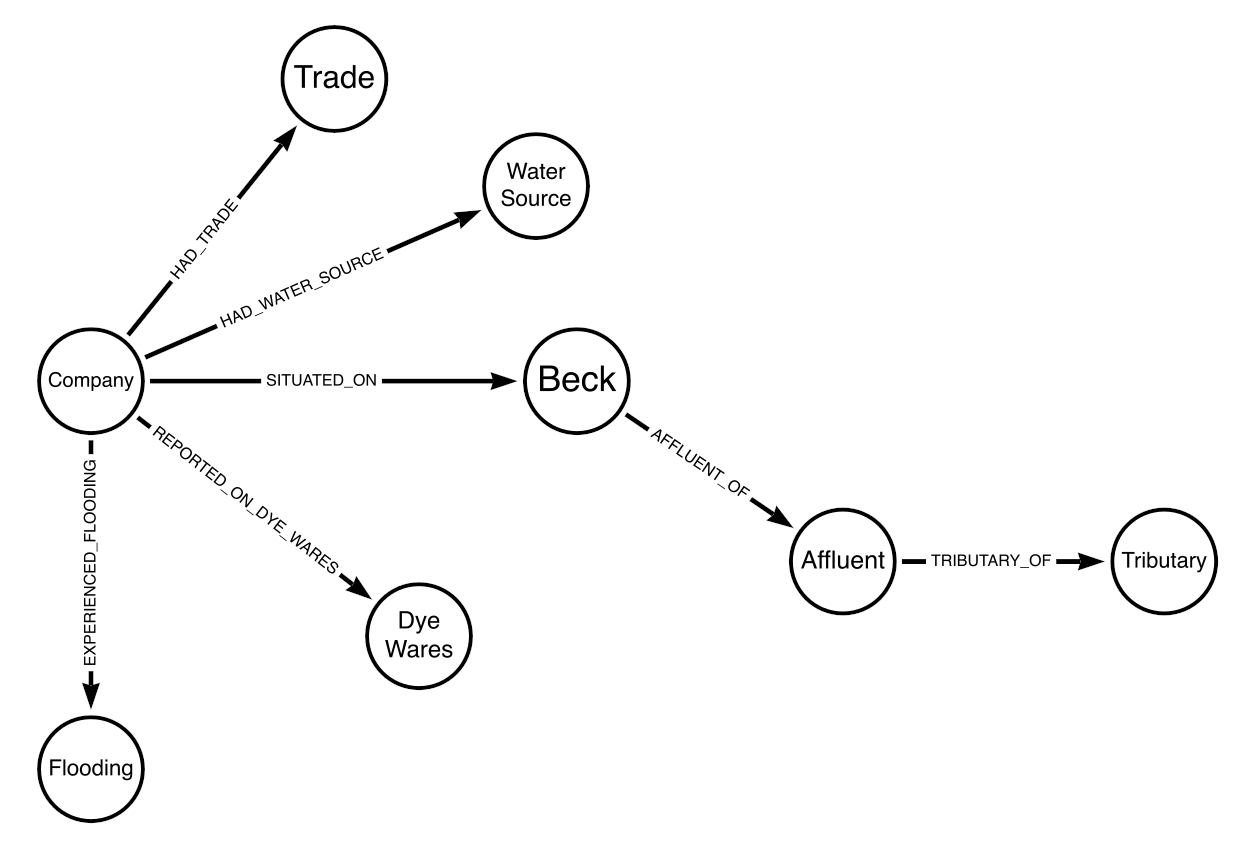 Trade
Water
Source
HAD_TRADE
HAD_WATER_SOURCE
Company
SITUATED_ON
Beck
AFFLUENT_OF
REPORTED_ON_DYE_WARES
EXPERIENCED_FLOODING
Affluent
TRIBUTARY_OF
Tributary
Dye
Wares
Flooding